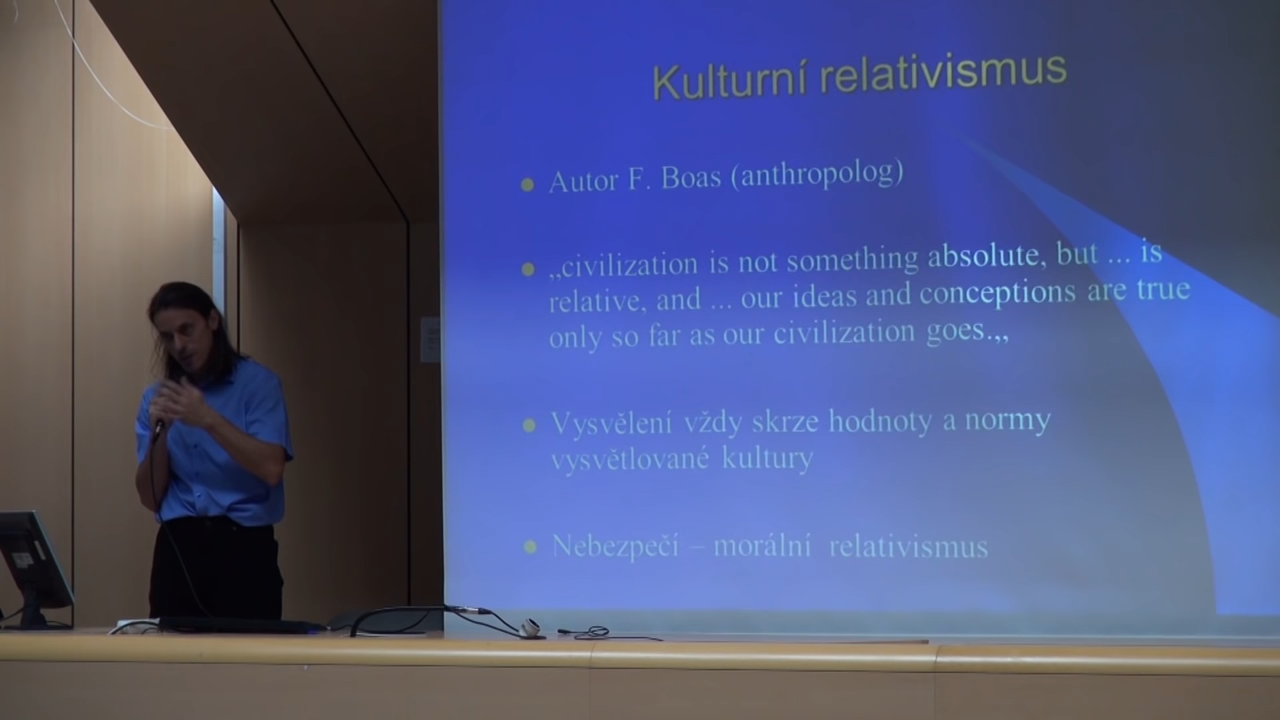 Kulturní relativismus
Autor F. Boas (anthropolog)
„civilization is not something absolute, but ... is
relative, and ... our ideas and conceptions are true
only so far as our civilization goes.„
Vysvělení vždy skrze hodnoty a normy
vysvětlované kultury
Nebezpečí – morální relativismus